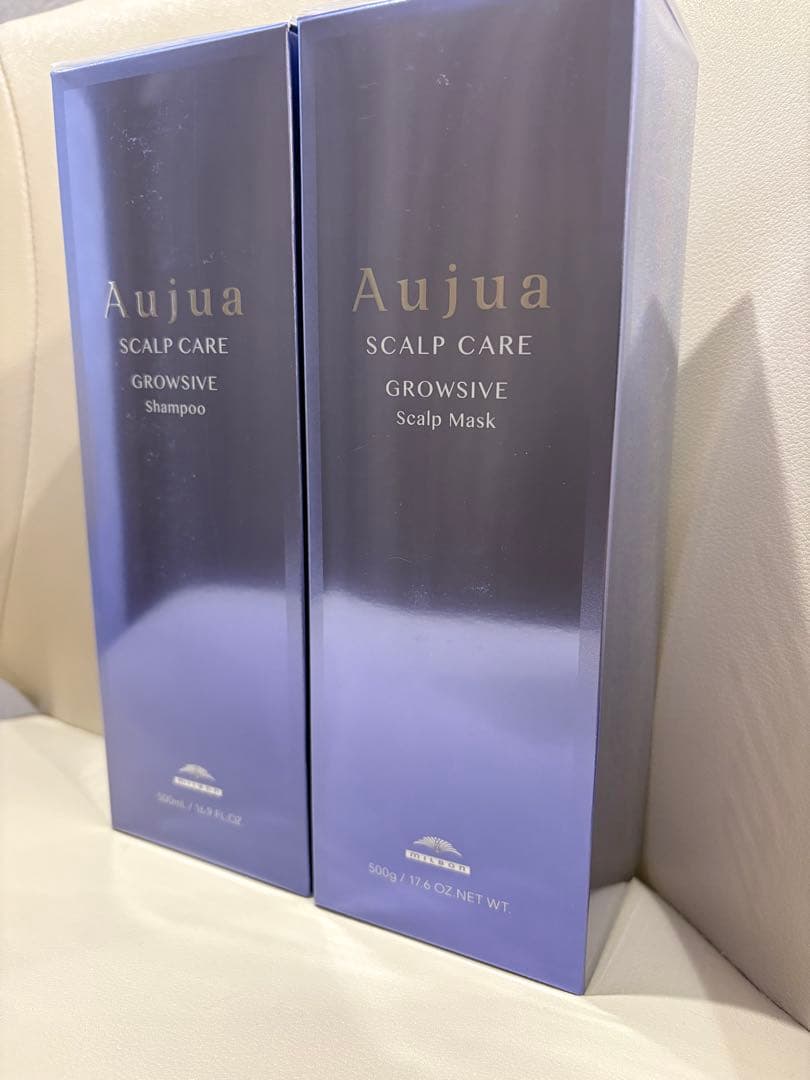 Aujua
SCALP CARE
GROWSIVE
Shampoo
milbon
500mL / 16.9 FL.OZ.
Aujua
SCALP CARE
GROWSIVE
Scalp Mask
milbon
500g / 17.6 OZ.NET WT.